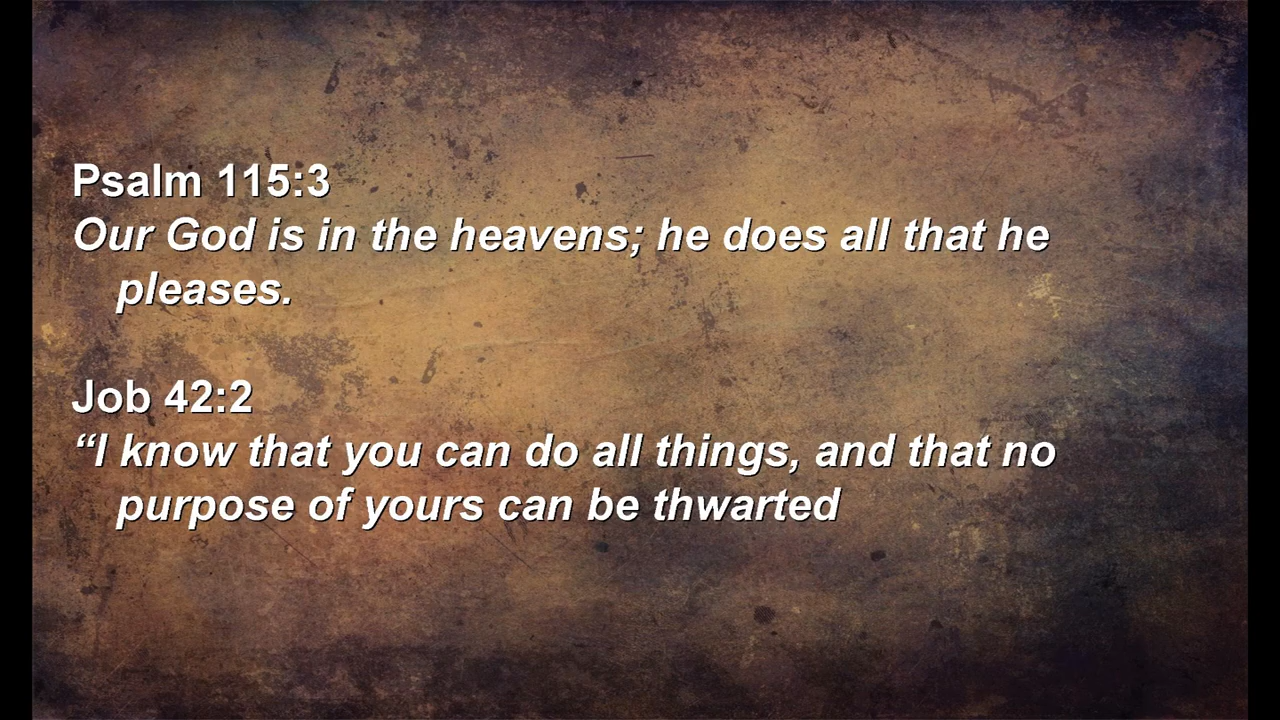 Psalm 115:3
Our God is in the heavens; he does all that he
pleases.
Job 42:2
“I know that you can do all things, and that no
purpose of yours can be thwarted